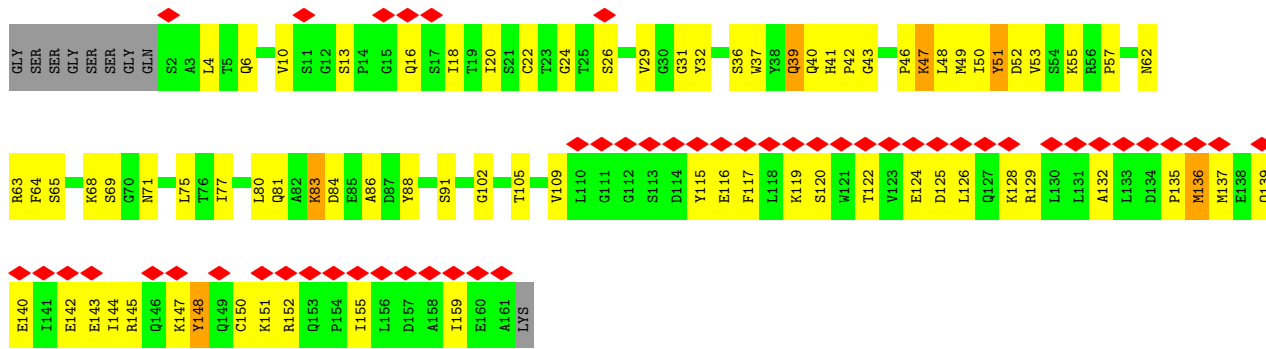 GLY SER SER GLY SER SER GLY GLN S2 A3 L4 T5 Q6 V10 S11 G12 S13 P14 G15 Q16 S17 I18 T19 I20 S21 C22 T23 G24 T25 S26 V29 G30 G31 Y32 S36 W37 Y38 Q39 Q40 H41 P42 G43 P46 K47 L48 M49 I50 Y51 D52 V53 S54 K55 R56 P57 N62
R63 F64 S65 K68 S69 G70 N71 L75 T76 I77 L80 Q81 A82 K83 D84 E85 A86 D87 Y88 S91 G102 T105 V109 L110 G111 G112 S113 D114 Y115 E116 F117 L118 K119 S120 W121 T122 V123 E124 D125 L126 Q127 K128 R129 L130 L131 A132 L133 D134 P135 M136 M137 E138 Q139
E140 I141 E142 E143 I144 R145 Q146 K147 Y148 Q149 C150 K151 R152 Q153 P154 I155 L156 D157 A158 I159 E160 A161 LYS